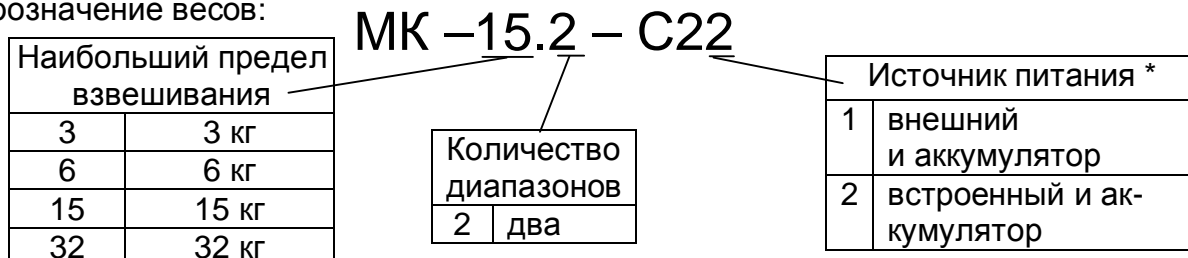 обозначение весов:
МК –15.2 – С22
Наибольший предел
взвешивания
3 3 кг
6 6 кг
15 15 кг
32 32 кг
Количество
диапазонов
2 два
Источник питания *
1 внешний
и аккумулятор
2 встроенный и ак-
кумулятор